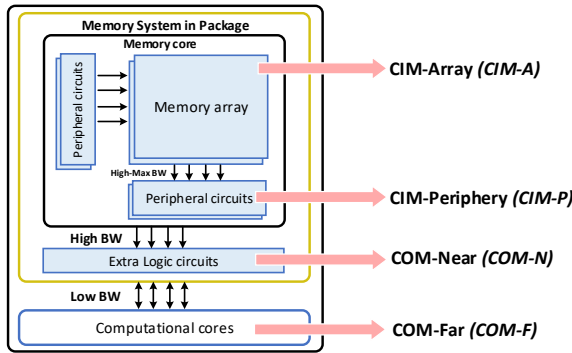 Memory System in Package
Memory core
Peripheral circuits
Memory array
CIM-Array (CIM-A)
High-Max BW
Peripheral circuits
CIM-Periphery (CIM-P)
High BW
Extra Logic circuits
COM-Near (COM-N)
Low BW
Computational cores
COM-Far (COM-F)